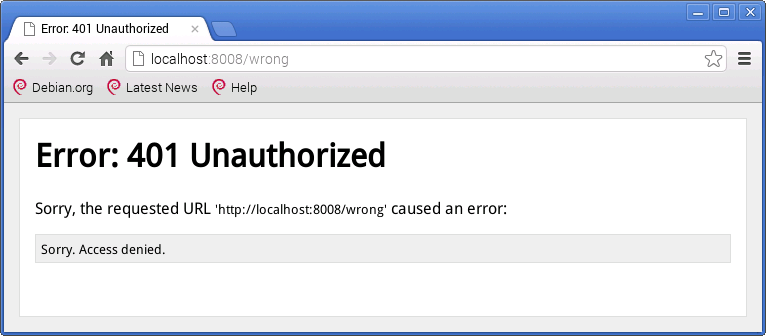 Error: 401 Unauthorized
localhost:8008/wrong
Debian.org Latest News Help
Error: 401 Unauthorized
Sorry, the requested URL 'http://localhost:8008/wrong' caused an error:
Sorry. Access denied.